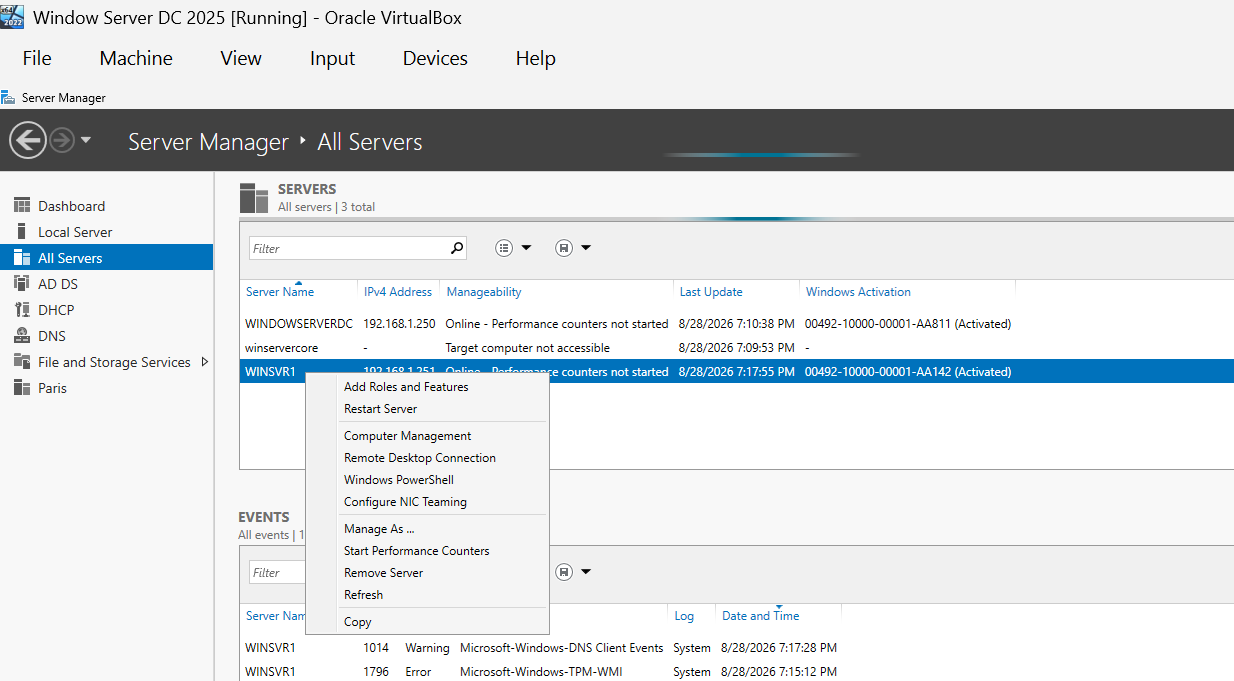 Window Server DC 2025 [Running] - Oracle VirtualBox
File Machine View Input Devices Help
Server Manager
Server Manager ‣ All Servers
Dashboard
Local Server
All Servers
AD DS
DHCP
DNS
File and Storage Services
Paris
SERVERS
All servers | 3 total
Filter
Server Name IPv4 Address Manageability Last Update Windows Activation
WINDOWSERVERDC 192.168.1.250 Online - Performance counters not started 8/28/2026 7:10:38 PM 00492-10000-00001-AA811 (Activated)
winservercore - Target computer not accessible 8/28/2026 7:09:53 PM -
WINSVR1 192.168.1.251 Online - Performance counters not started 8/28/2026 7:17:55 PM 00492-10000-00001-AA142 (Activated)
Add Roles and Features
Restart Server
Computer Management
Remote Desktop Connection
Windows PowerShell
Configure NIC Teaming
Manage As ...
Start Performance Counters
Remove Server
Refresh
Copy
EVENTS
All events | 1
Filter
Server Nam Log Date and Time
WINSVR1 1014 Warning Microsoft-Windows-DNS Client Events System 8/28/2026 7:17:28 PM
WINSVR1 1796 Error Microsoft-Windows-TPM-WMI System 8/28/2026 7:15:12 PM